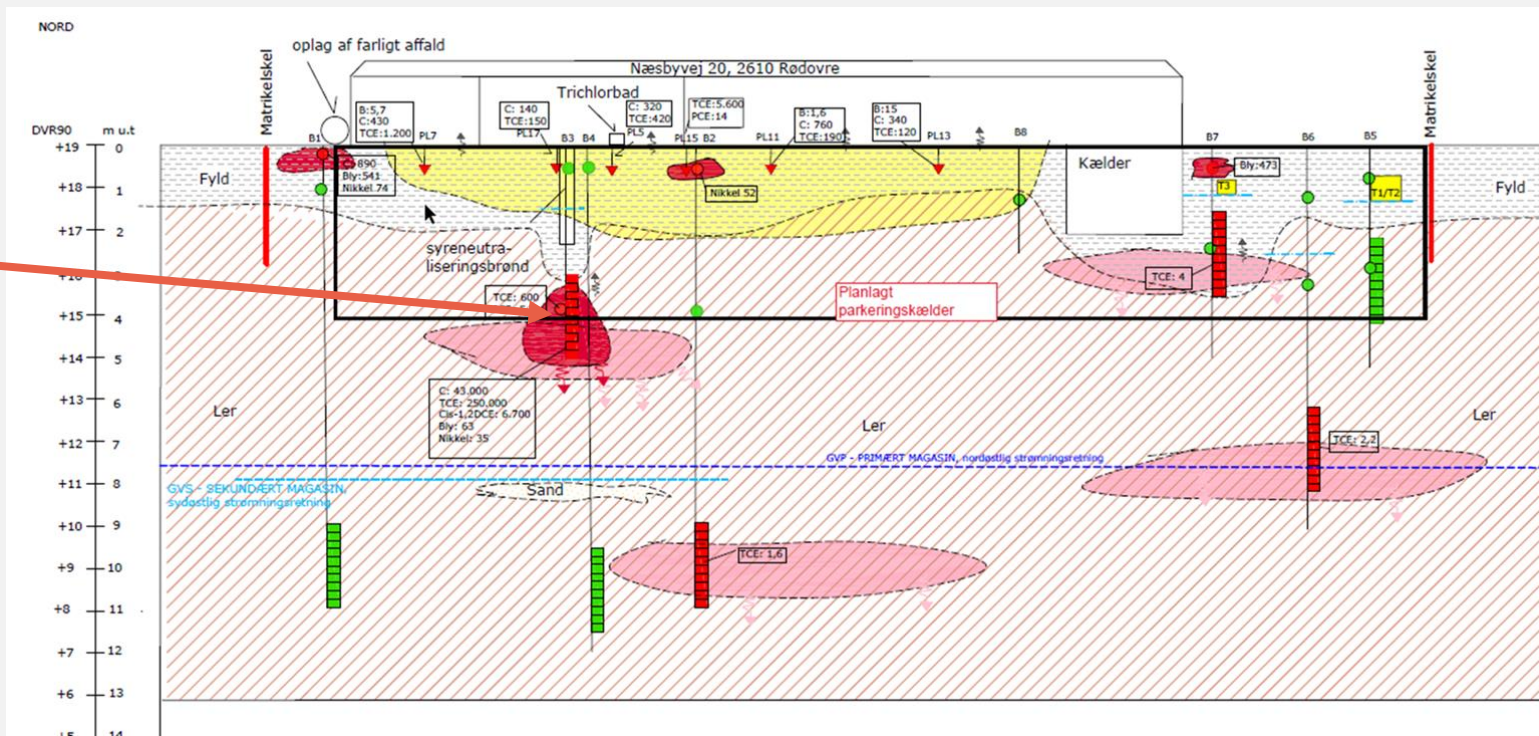 NORD
oplag af farligt affald
Næsbyvej 20, 2610 Rødovre
Matrikelskel
Matrikelskel
Trichlorbad
B:5,7
C:430
TCE:1.200
PL7
C: 140
TCE:150
PL17
B3
B4
C: 320
TCE:420
PL5
TCE:5.600
PCE:14
PL15
B2
PL11
B:1,6
C: 760
TCE:190
B:15
C: 340
TCE:120
PL13
B8
B7
B6
B5
DVR90
m u.t
B1
+19
0
+18
1
+17
2
+16
+15
4
+14
5
+13
6
+12
7
+11
8
+10
9
+9
10
+8
11
+7
12
+6
13
14
Fyld
C: 890
Bly:541
Nikkel 74
Nikkel 52
Kælder
Bly:473
T3
T1/T2
Fyld
syreneutra-
liseringsbrønd
TCE: 600
TCE: 4
Planlagt
parkeringskælder
C: 43.000
TCE: 250.000
Cis-1,2DCE: 6.700
Bly: 63
Nikkel: 35
Ler
Ler
Ler
TCE: 2,2
GVP - PRIMÆRT MAGASIN, nordøstlig strømningsretning
GVS - SEKUNDÆRT MAGASIN,
sydøstlig strømningsretning
Sand
TCE: 1,6